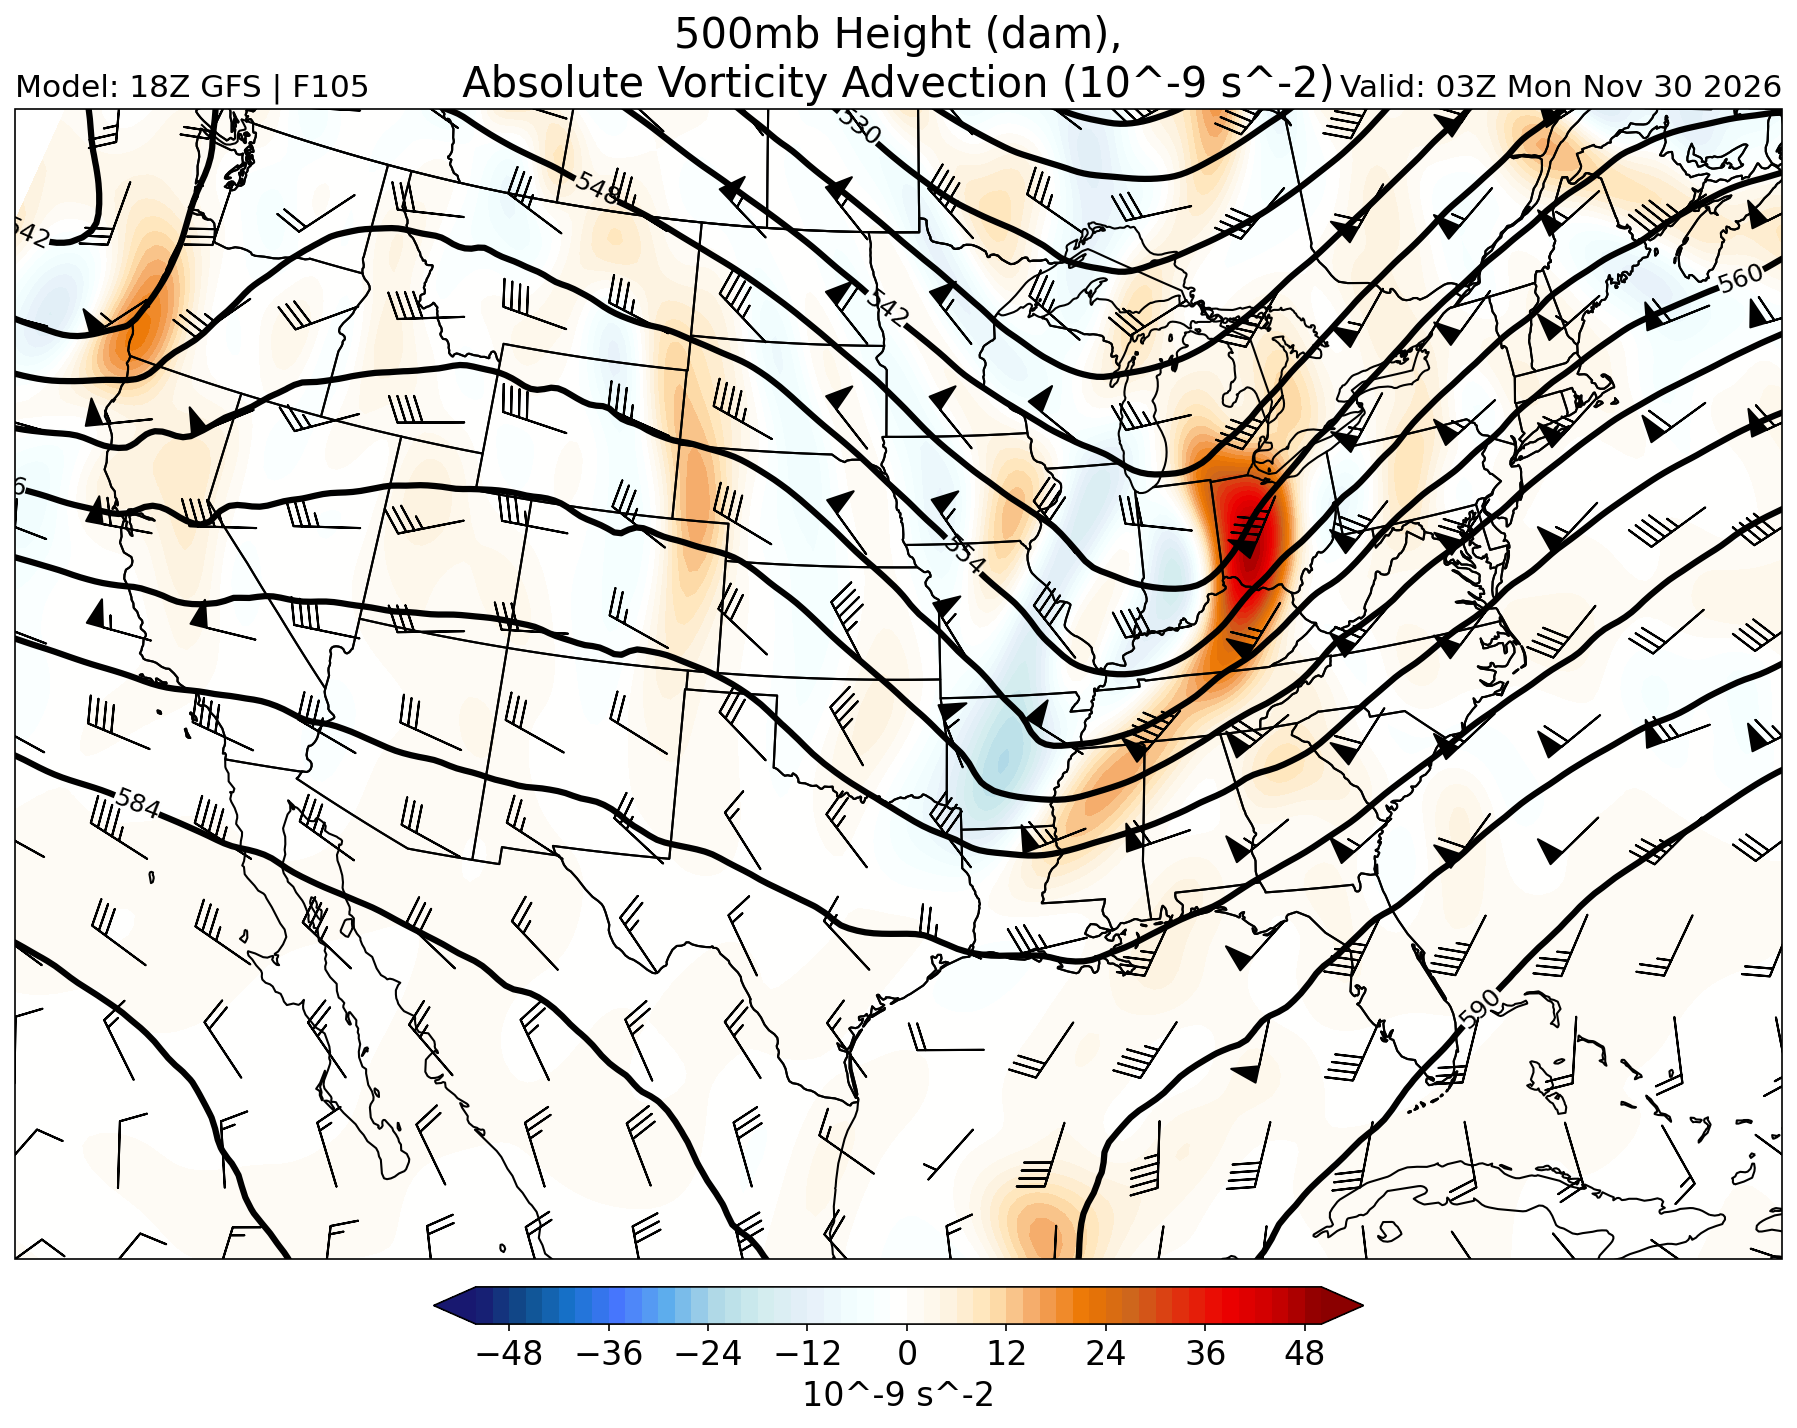 500mb Height (dam),
Model: 18Z GFS | F105
Absolute Vorticity Advection (10^-9 s^-2)
Valid: 03Z Mon Nov 30 2026
530
548
542
560
542
6
554
584
590
−48 −36 −24 −12 0 12 24 36 48
10^-9 s^-2